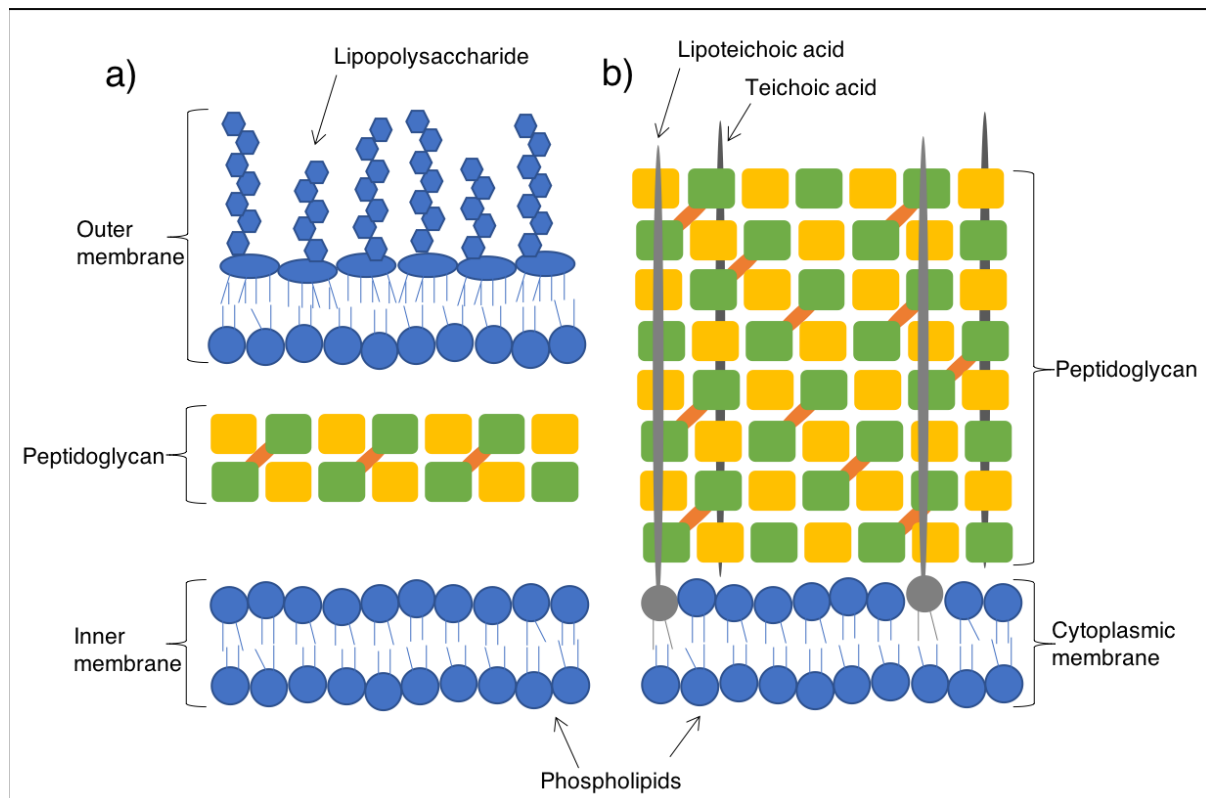 a)
Lipopolysaccharide
Outer
membrane
Peptidoglycan
Inner
membrane
b)
Lipoteichoic acid
Teichoic acid
Peptidoglycan
Cytoplasmic
membrane
Phospholipids